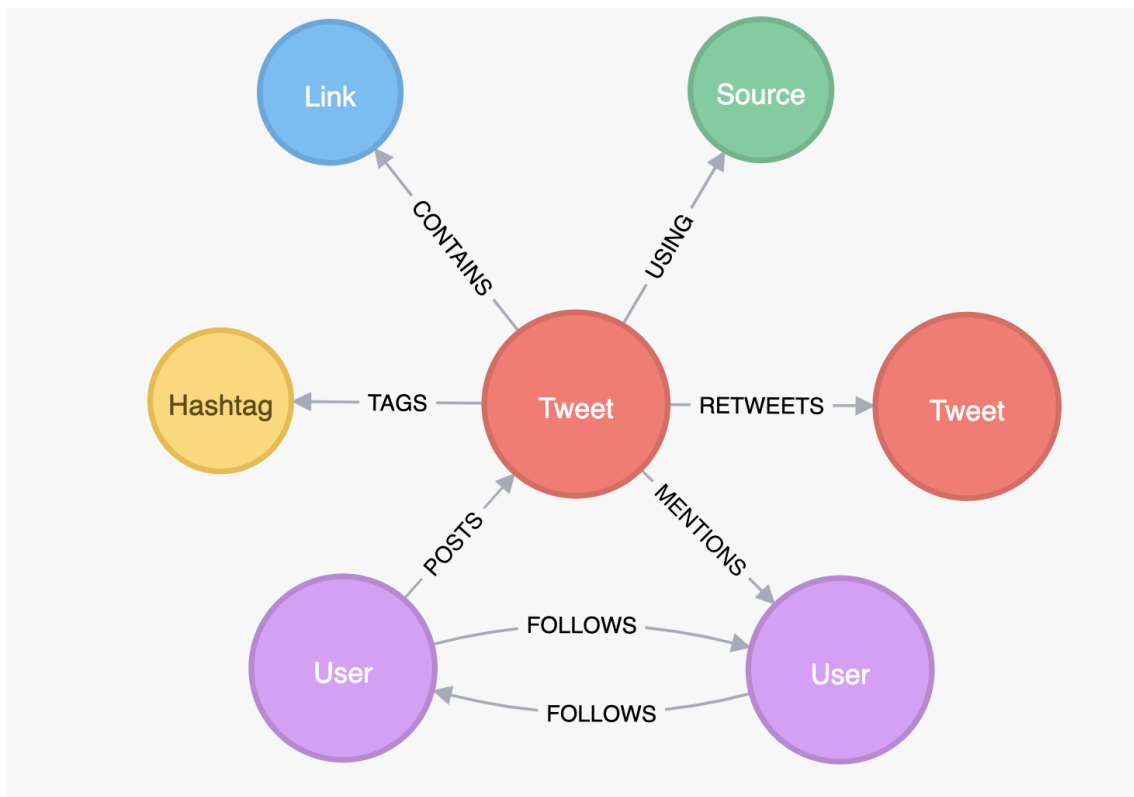 Link
Source
CONTAINS
USING
Hashtag
TAGS
Tweet
RETWEETS
Tweet
POSTS
MENTIONS
User
FOLLOWS
FOLLOWS
User